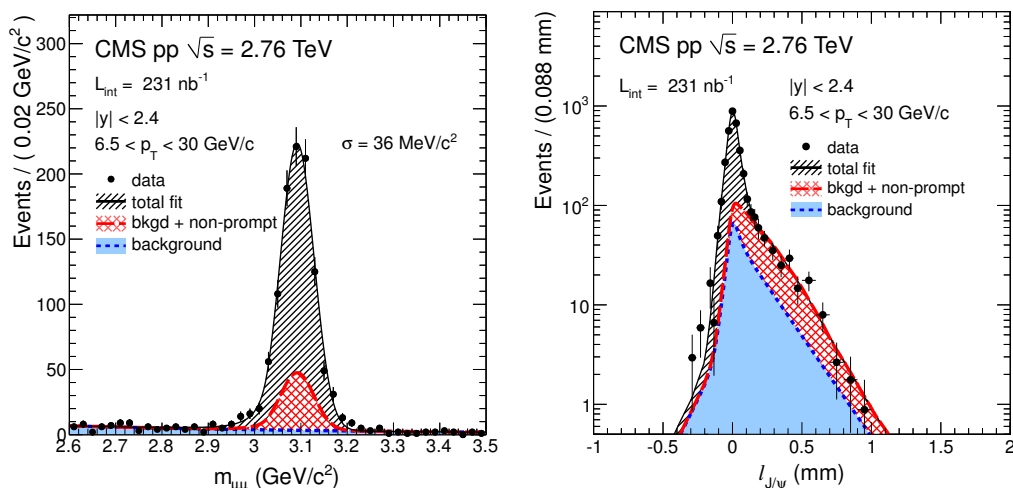 Events / ( 0.02 GeV/c²)
300
250
200
150
100
50
0
CMS pp √s = 2.76 TeV
L_int = 231 nb⁻¹
|y| < 2.4
6.5 < p_T < 30 GeV/c
σ = 36 MeV/c²
data
total fit
bkgd + non-prompt
background
2.6 2.7 2.8 2.9 3 3.1 3.2 3.3 3.4 3.5
m_μμ (GeV/c²)
Events / (0.088 mm)
10³
10²
10
1
CMS pp √s = 2.76 TeV
L_int = 231 nb⁻¹
|y| < 2.4
6.5 < p_T < 30 GeV/c
data
total fit
bkgd + non-prompt
background
-1 -0.5 0 0.5 1 1.5 2
l_J/ψ (mm)